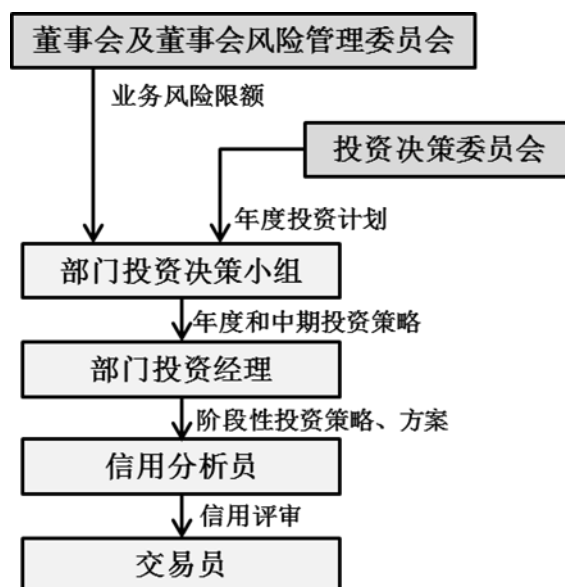 董事会及董事会风险管理委员会
业务风险限额
投资决策委员会
年度投资计划
部门投资决策小组
年度和中期投资策略
部门投资经理
阶段性投资策略、方案
信用分析员
信用评审
交易员